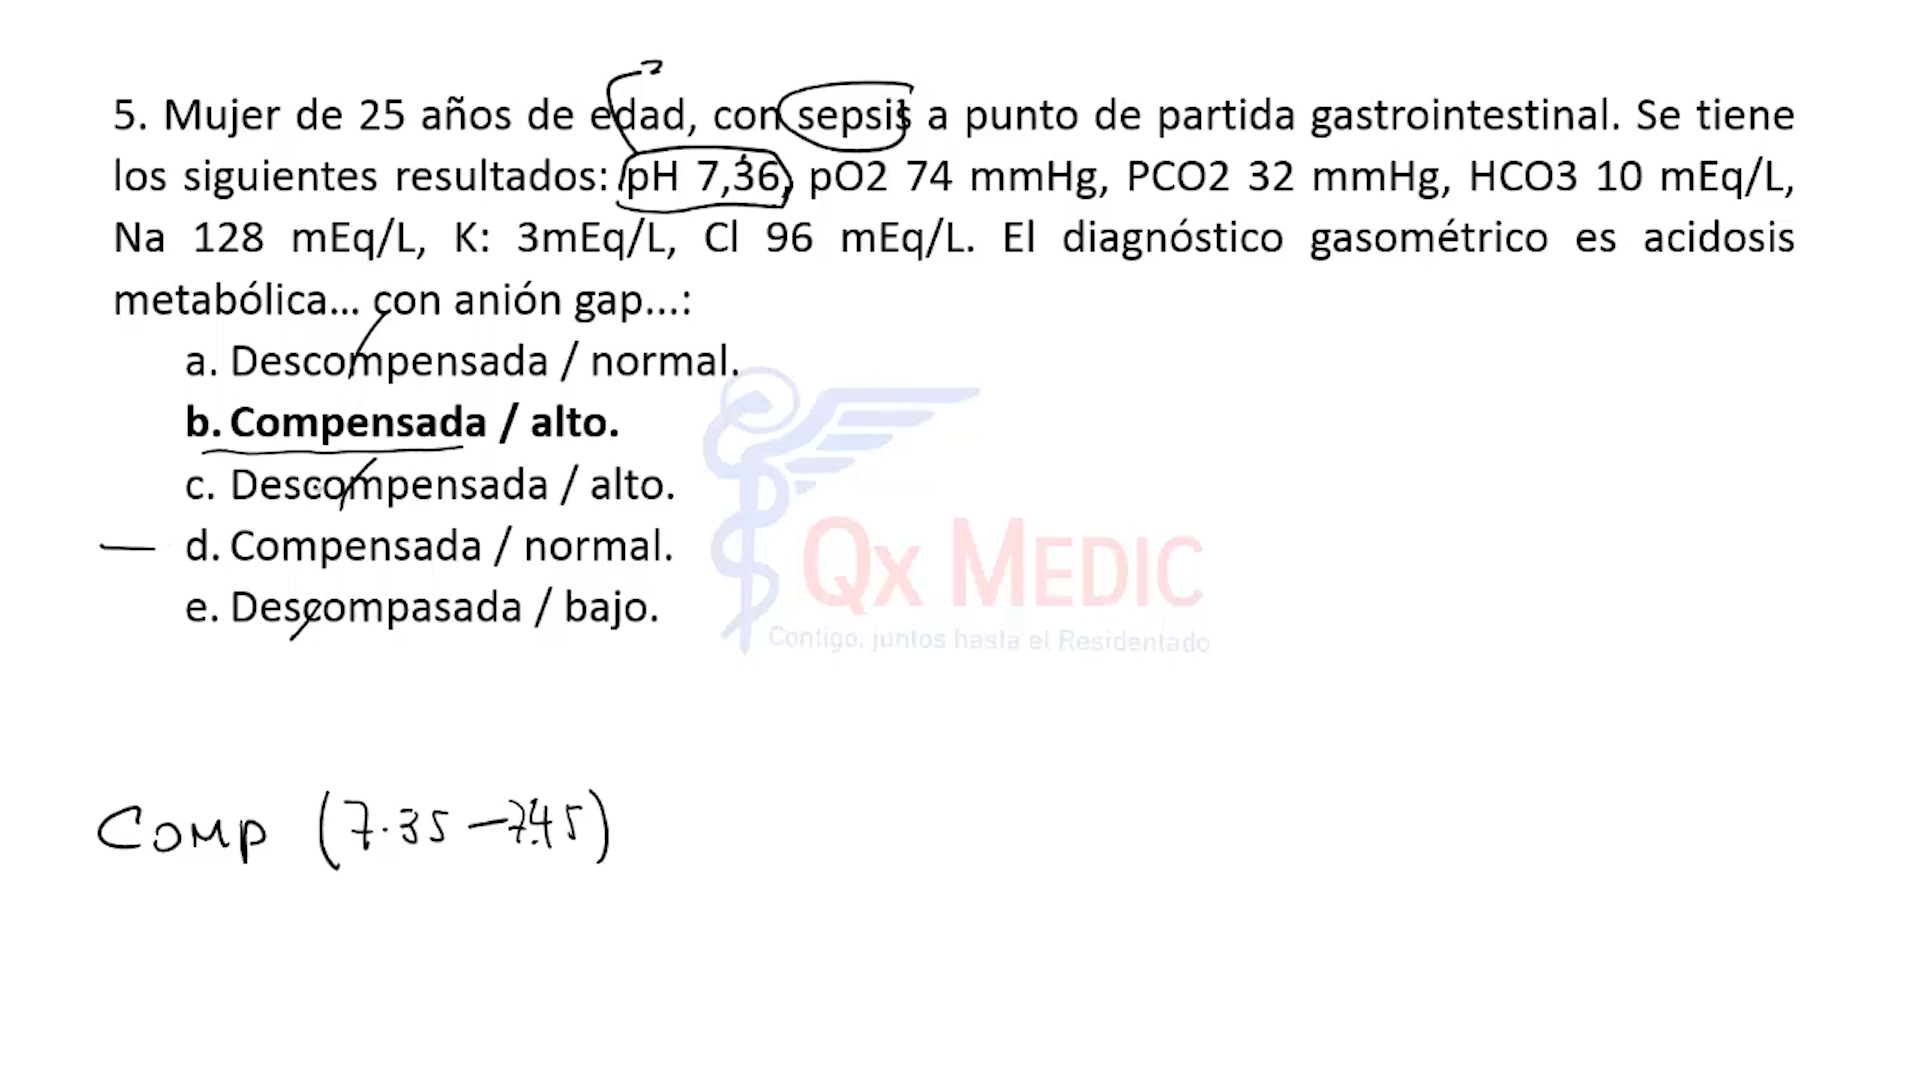 5. Mujer de 25 años de edad, con sepsis a punto de partida gastrointestinal. Se tiene
los siguientes resultados: pH 7,36, pO2 74 mmHg, PCO2 32 mmHg, HCO3 10 mEq/L,
Na 128 mEq/L, K: 3mEq/L, Cl 96 mEq/L. El diagnóstico gasométrico es acidosis
metabólica... con anión gap...:
a. Descompensada / normal.
b. Compensada / alto.
c. Descompensada / alto.
d. Compensada / normal.
e. Descompasada / bajo.
Qx MEDIC
Contigo, juntos hasta el Residentado
Comp (7.35 – 7.45)